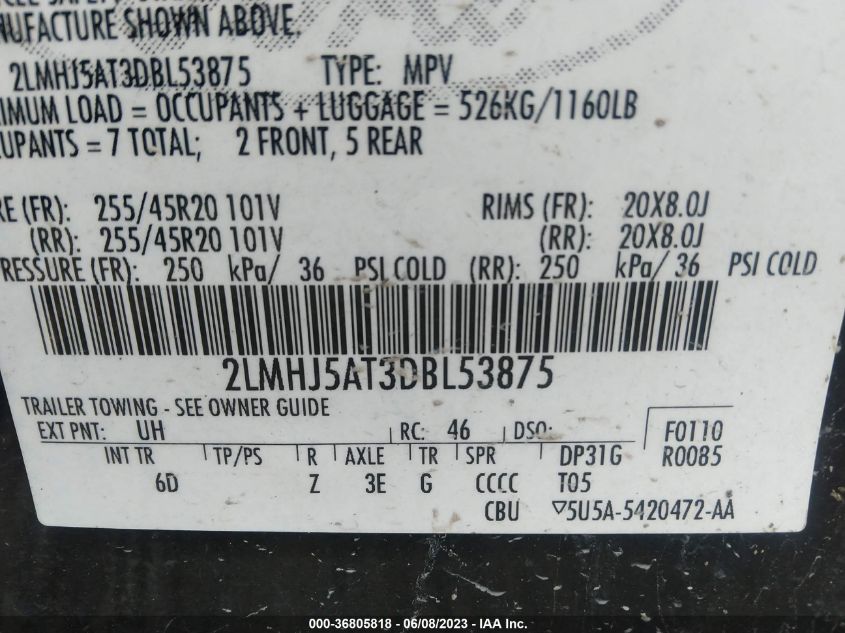 MANUFACTURE SHOWN ABOVE.
2LMHJ5AT3DBL53875 TYPE: MPV
IMUM LOAD = OCCUPANTS + LUGGAGE = 526KG/1160LB
UPANTS = 7 TOTAL; 2 FRONT, 5 REAR
RE (FR): 255/45R20 101V RIMS (FR): 20X8.0J
(RR): 255/45R20 101V (RR): 20X8.0J
RESSURE (FR): 250 kPa/ 36 PSI COLD (RR): 250 kPa/ 36 PSI COLD
2LMHJ5AT3DBL53875
TRAILER TOWING - SEE OWNER GUIDE
EXT PNT: UH RC: 46 DSO: F0110
INT TR TP/PS R AXLE TR SPR DP31G R0085
6D Z 3E G CCCC T05
CBU ▽5U5A-5420472-AA
000-36805818 - 06/08/2023 - IAA Inc.